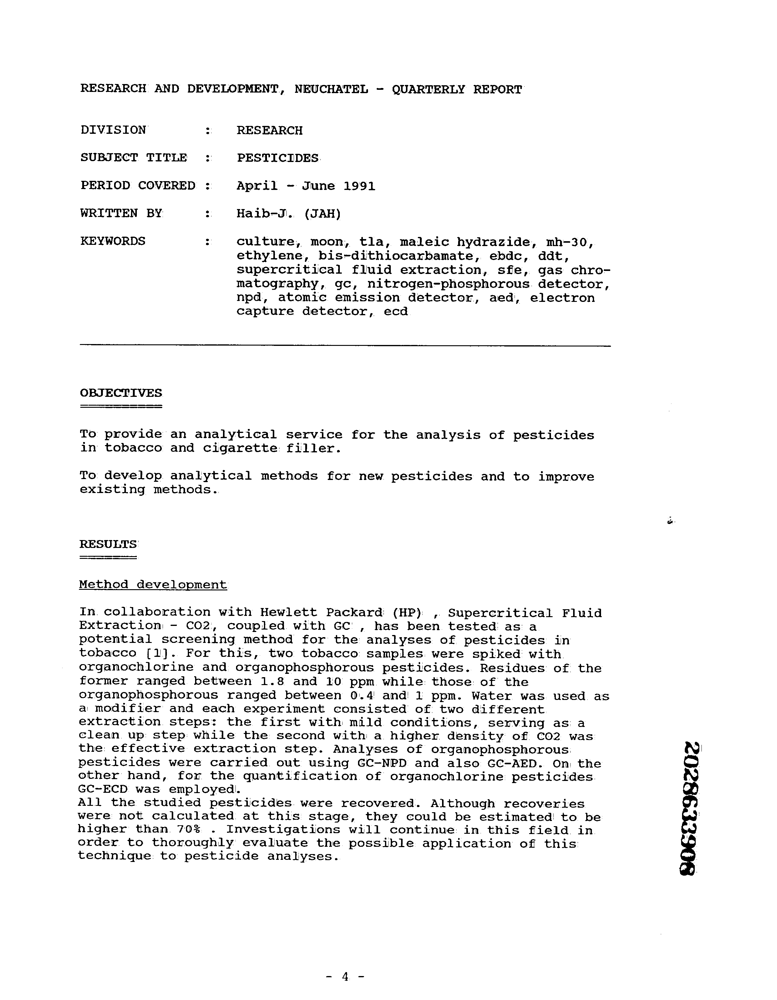 RESEARCH AND DEVELOPMENT, NEUCHATEL - QUARTERLY REPORT
DIVISION : RESEARCH
SUBJECT TITLE : PESTICIDES
PERIOD COVERED : April - June 1991
WRITTEN BY : Haib-J. (JAH)
KEYWORDS : culture, moon, tla, maleic hydrazide, mh-30,
ethylene, bis-dithiocarbamate, ebdc, ddt,
supercritical fluid extraction, sfe, gas chro-
matography, gc, nitrogen-phosphorous detector,
npd, atomic emission detector, aed, electron
capture detector, ecd
OBJECTIVES
To provide an analytical service for the analysis of pesticides
in tobacco and cigarette filler.
To develop analytical methods for new pesticides and to improve
existing methods.
RESULTS
Method development
In collaboration with Hewlett Packard (HP) , Supercritical Fluid
Extraction - CO2, coupled with GC , has been tested as a
potential screening method for the analyses of pesticides in
tobacco [1]. For this, two tobacco samples were spiked with
organochlorine and organophosphorous pesticides. Residues of the
former ranged between 1.8 and 10 ppm while those of the
organophosphorous ranged between 0.4 and 1 ppm. Water was used as
a modifier and each experiment consisted of two different
extraction steps: the first with mild conditions, serving as a
clean up step while the second with a higher density of CO2 was
the effective extraction step. Analyses of organophosphorous
pesticides were carried out using GC-NPD and also GC-AED. On the
other hand, for the quantification of organochlorine pesticides
GC-ECD was employed.
All the studied pesticides were recovered. Although recoveries
were not calculated at this stage, they could be estimated to be
higher than 70% . Investigations will continue in this field in
order to thoroughly evaluate the possible application of this
technique to pesticide analyses.
2028633908
- 4 -